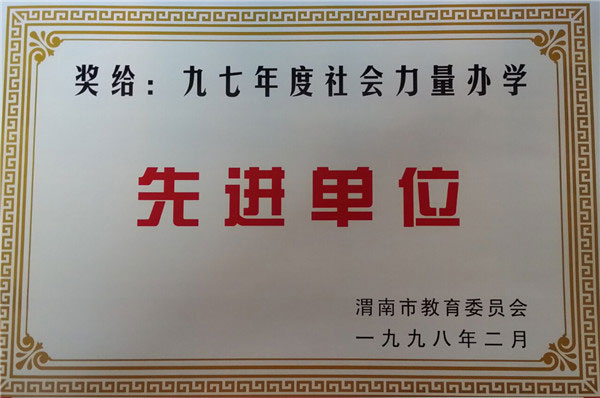 奖给：九七年度社会力量办学
先进单位
渭南市教育委员会
一九九八年二月